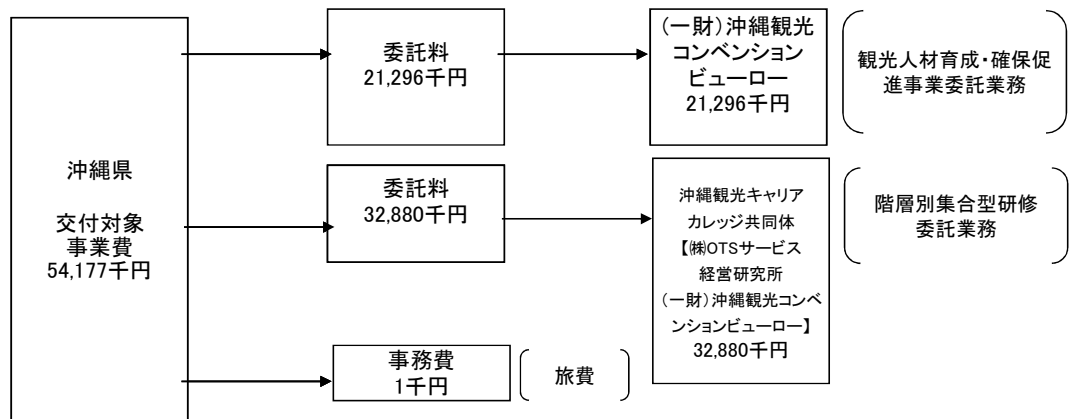 沖縄県
交付対象
事業費
54,177千円
委託料
21,296千円
(一財)沖縄観光
コンベンション
ビューロー
21,296千円
観光人材育成・確保促
進事業委託業務
委託料
32,880千円
沖縄観光キャリア
カレッジ共同体
【㈱OTSサービス
経営研究所
(一財)沖縄観光コンベ
ンションビューロー】
32,880千円
階層別集合型研修
委託業務
事務費
1千円
旅費